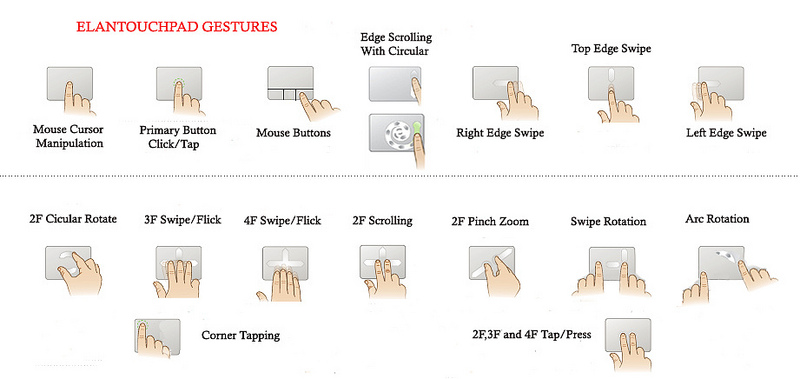 ELANTOUCHPAD GESTURES
Edge Scrolling
With Circular
Top Edge Swipe
Mouse Cursor
Manipulation
Primary Button
Click/Tap
Mouse Buttons
Right Edge Swipe
Left Edge Swipe
2F Cicular Rotate
3F Swipe/Flick
4F Swipe/Flick
2F Scrolling
2F Pinch Zoom
Swipe Rotation
Arc Rotation
Corner Tapping
2F,3F and 4F Tap/Press